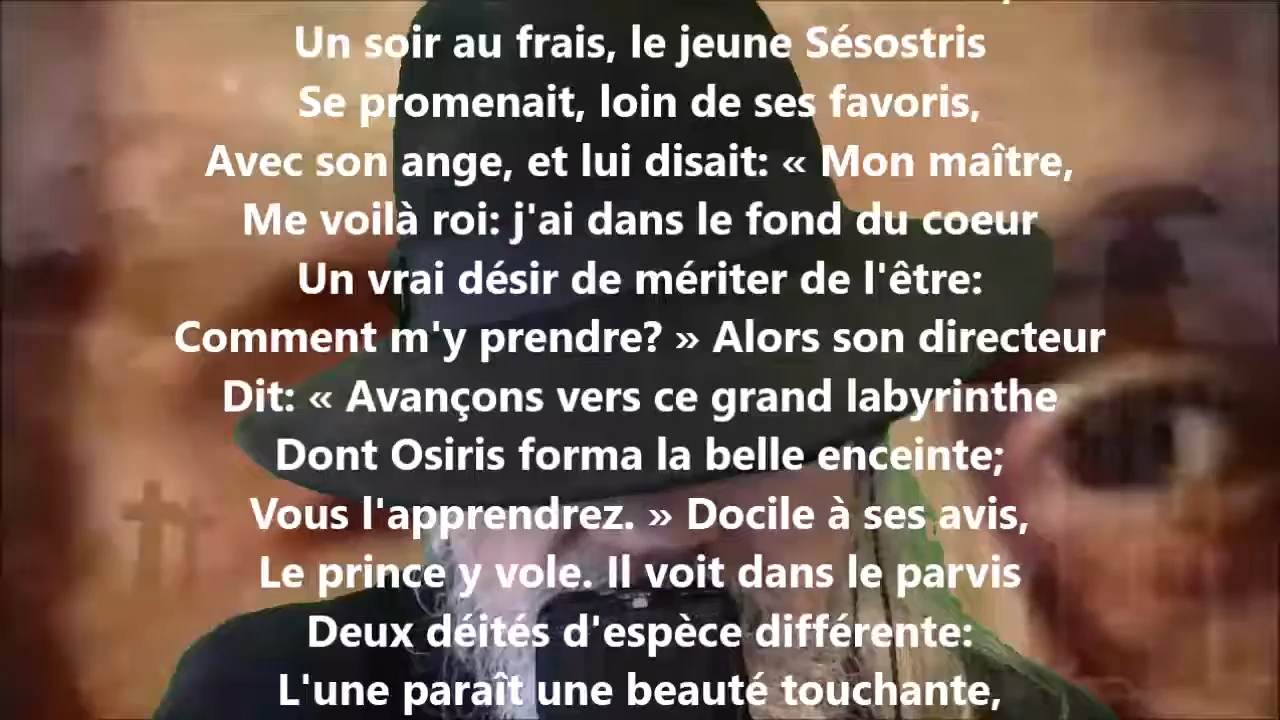 Un soir au frais, le jeune Sésostris
Se promenait, loin de ses favoris,
Avec son ange, et lui disait: « Mon maître,
Me voilà roi: j'ai dans le fond du coeur
Un vrai désir de mériter de l'être:
Comment m'y prendre? » Alors son directeur
Dit: « Avançons vers ce grand labyrinthe
Dont Osiris forma la belle enceinte;
Vous l'apprendrez. » Docile à ses avis,
Le prince y vole. Il voit dans le parvis
Deux déités d'espèce différente:
L'une paraît une beauté touchante,